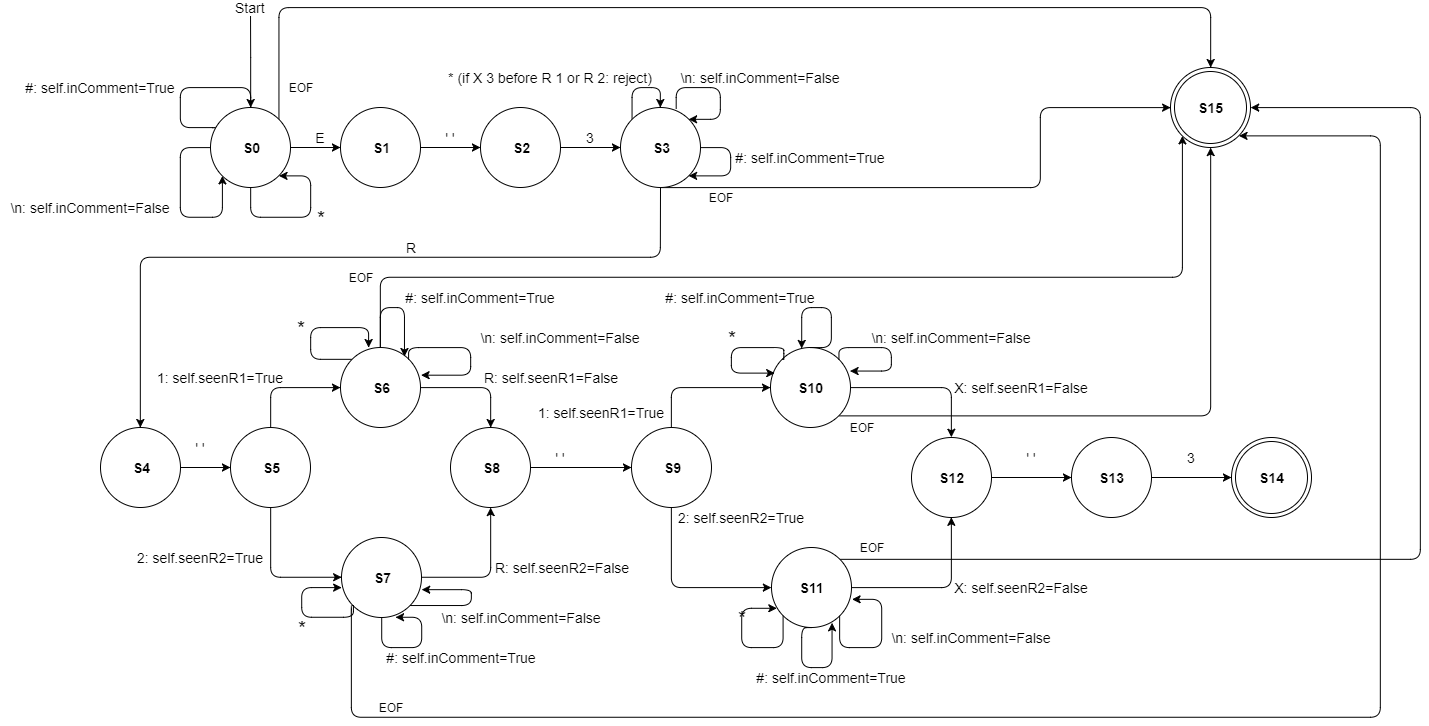 Start
EOF
#: self.inComment=True
* (if X 3 before R 1 or R 2: reject)
\n: self.inComment=False
S15
S0
E
S1
' '
S2
3
S3
#: self.inComment=True
EOF
\n: self.inComment=False
*
R
EOF
#: self.inComment=True
#: self.inComment=True
*
\n: self.inComment=False
*
\n: self.inComment=False
1: self.seenR1=True
S6
R: self.seenR1=False
S10
X: self.seenR1=False
1: self.seenR1=True
EOF
S4
' '
S5
S8
' '
S9
S12
' '
S13
3
S14
2: self.seenR2=True
EOF
2: self.seenR2=True
S7
R: self.seenR2=False
S11
X: self.seenR2=False
*
\n: self.inComment=False
*
\n: self.inComment=False
#: self.inComment=True
#: self.inComment=True
EOF